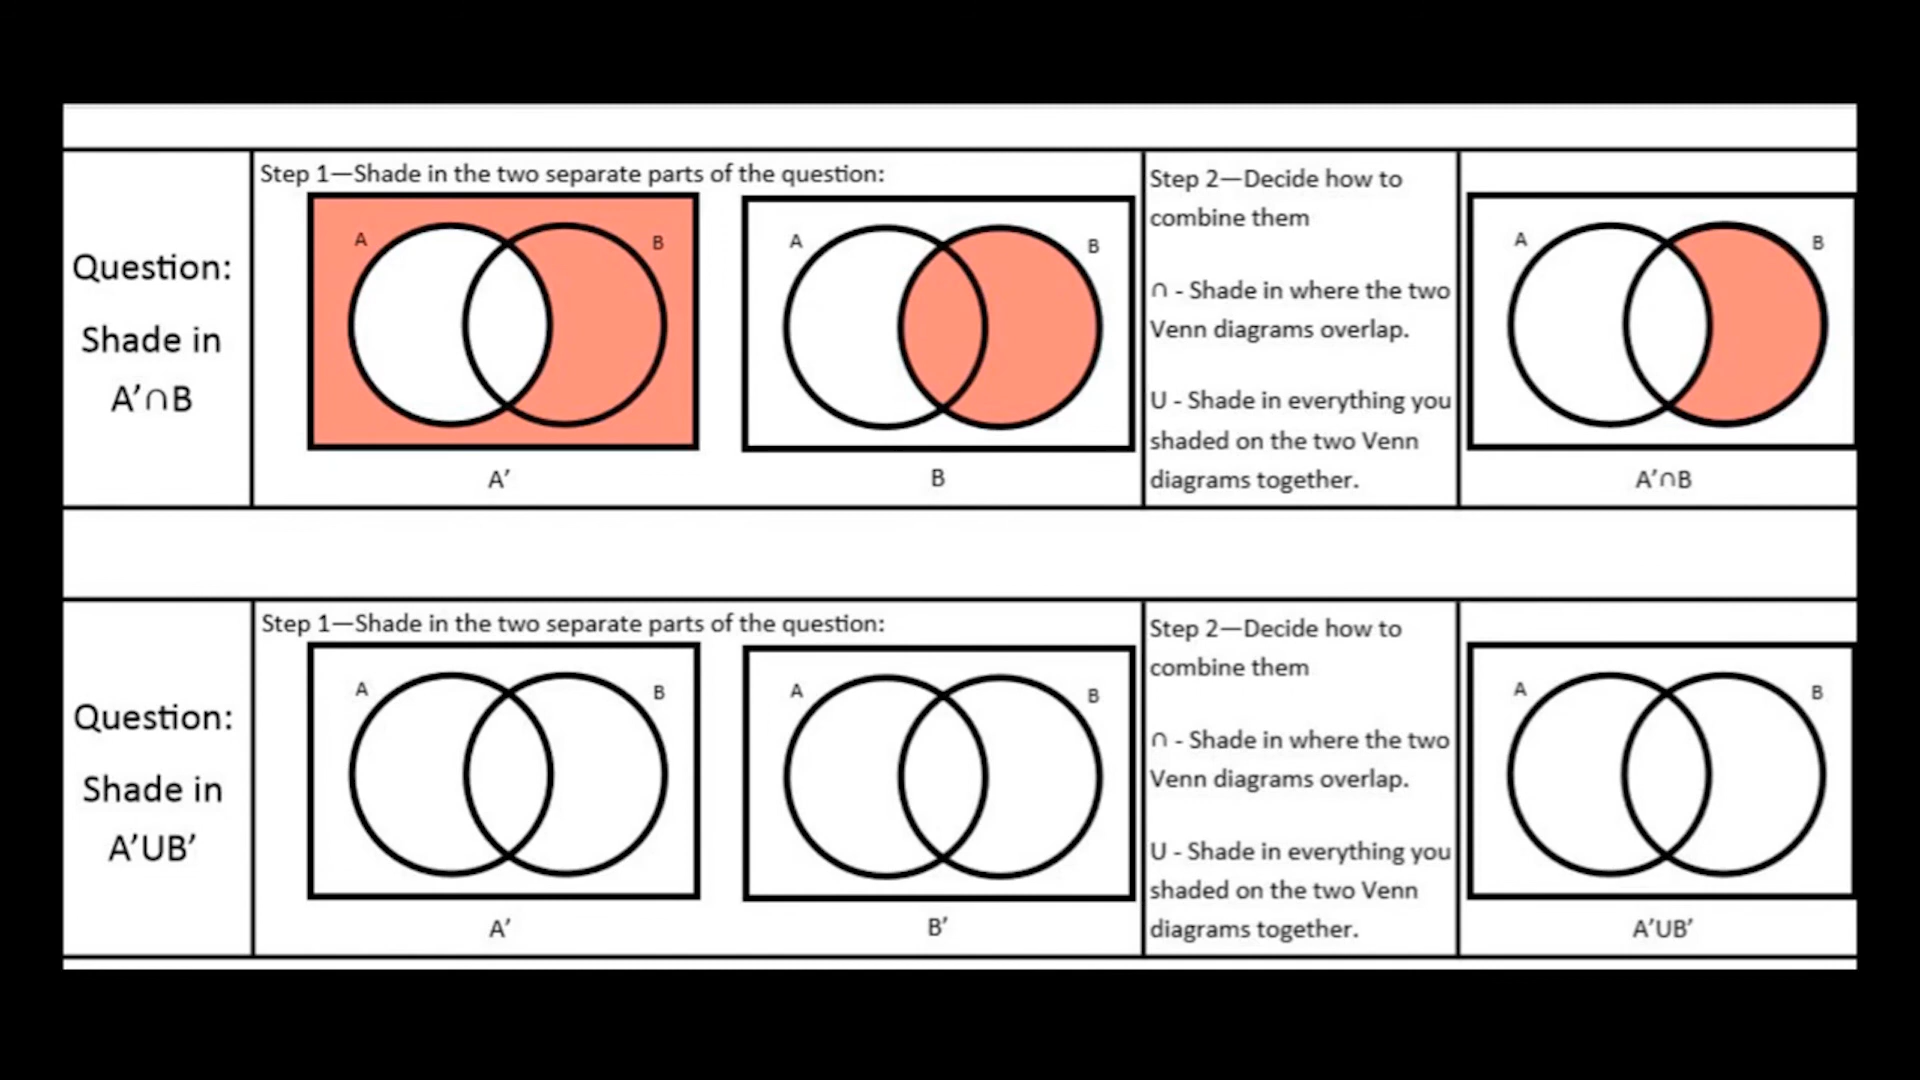 Question:
Shade in
A’∩B
Step 1—Shade in the two separate parts of the question:
A
B
A’
A
B
B
Step 2—Decide how to
combine them
∩ - Shade in where the two
Venn diagrams overlap.
U - Shade in everything you
shaded on the two Venn
diagrams together.
A
B
A’∩B
Question:
Shade in
A’UB’
Step 1—Shade in the two separate parts of the question:
A
B
A’
A
B
B’
Step 2—Decide how to
combine them
∩ - Shade in where the two
Venn diagrams overlap.
U - Shade in everything you
shaded on the two Venn
diagrams together.
A
B
A’UB’